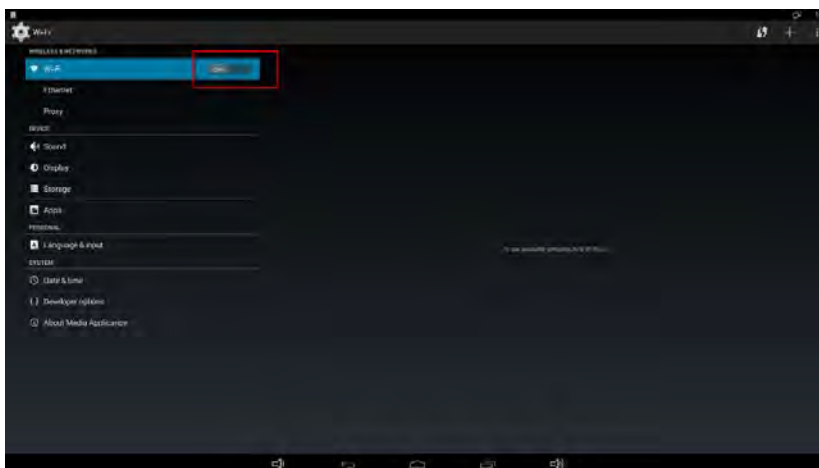 Wi-Fi
WIRELESS & NETWORKS
Wi-Fi
Ethernet
Proxy
DEVICE
Sound
Display
Storage
Apps
PERSONAL
Language & input
SYSTEM
Date & time
Developer options
About Media Appliance